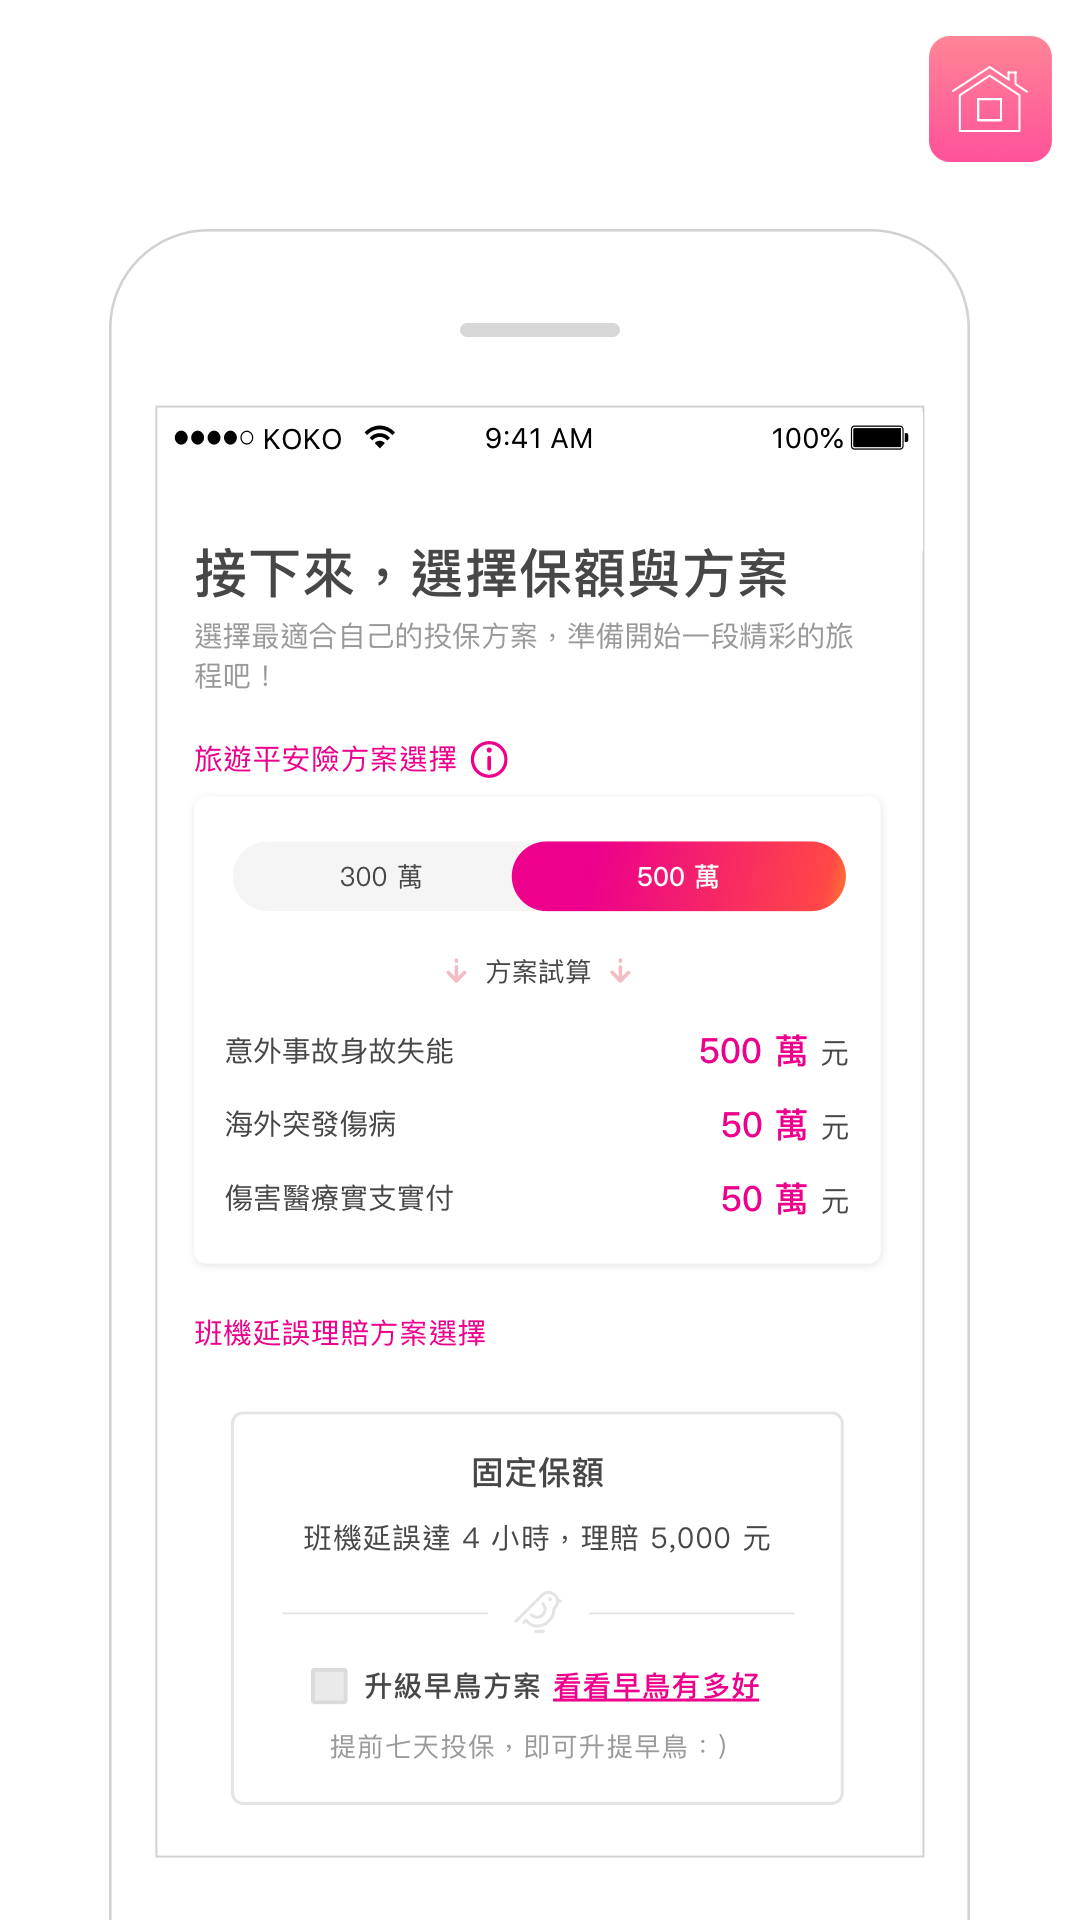 KOKO 9:41 AM 100%
接下來，選擇保額與方案
選擇最適合自己的投保方案，準備開始一段精彩的旅
程吧！
旅遊平安險方案選擇
300 萬 500 萬
方案試算
意外事故身故失能 500 萬 元
海外突發傷病 50 萬 元
傷害醫療實支實付 50 萬 元
班機延誤理賠方案選擇
固定保額
班機延誤達 4 小時，理賠 5,000 元
升級早鳥方案 看看早鳥有多好
提前七天投保，即可升提早鳥：)